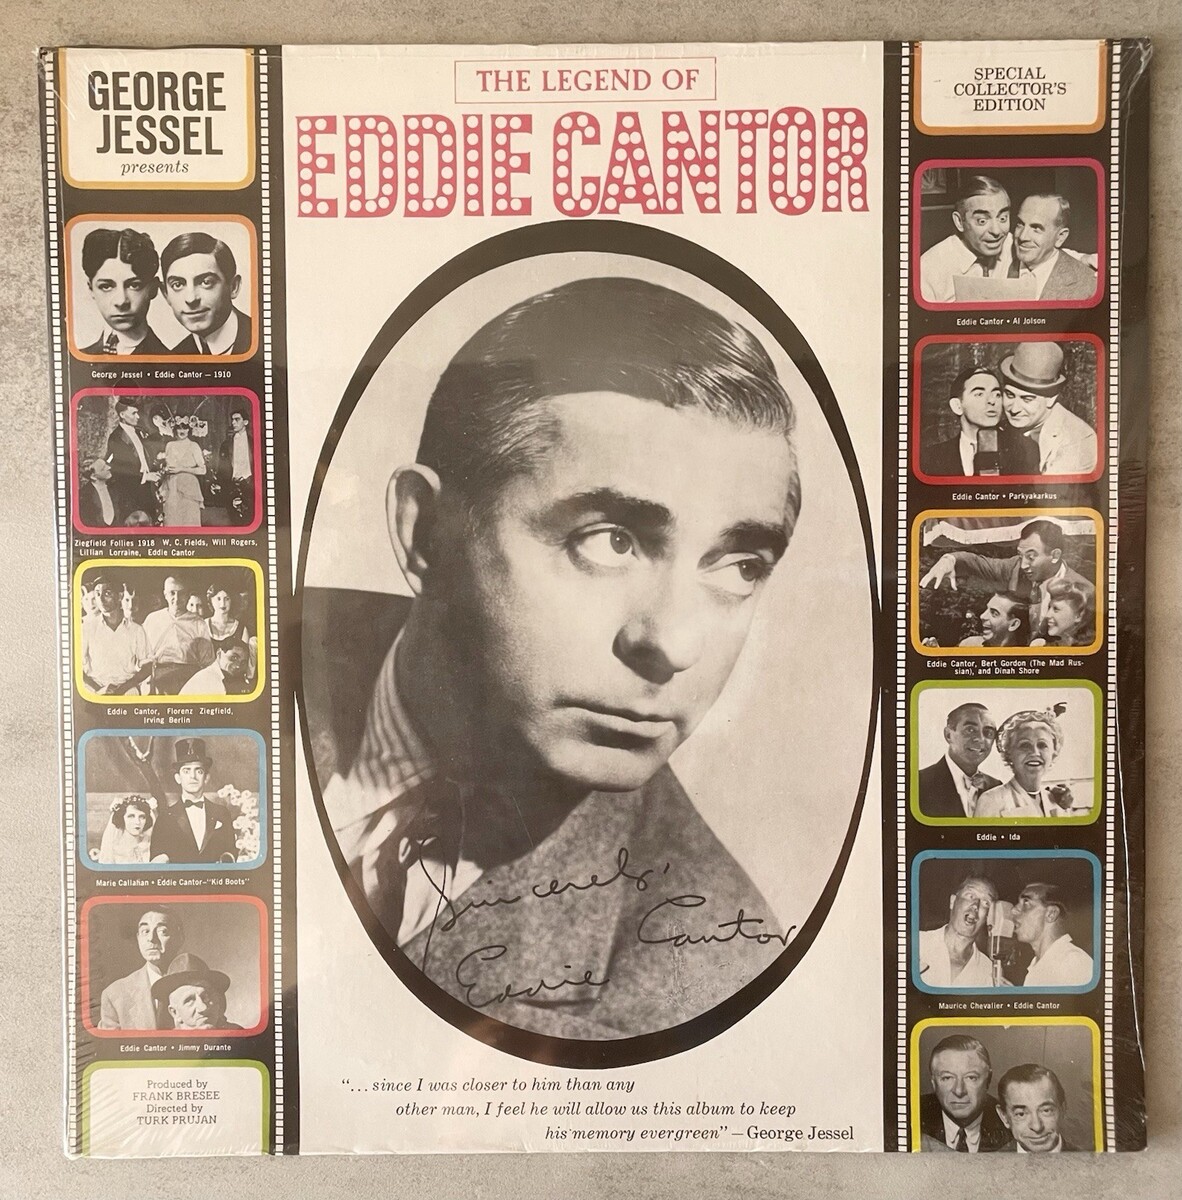 GEORGE
JESSEL
presents
George Jessel • Eddie Cantor — 1910
Ziegfield Follies 1918 W. C. Fields, Will Rogers,
Lillian Lorraine, Eddie Cantor
Eddie Cantor, Florenz Ziegfield,
Irving Berlin
Marie Callahan • Eddie Cantor–"Kid Boots"
Eddie Cantor • Jimmy Durante
Produced by
FRANK BRESEE
Directed by
TURK PRUJAN
THE LEGEND OF
EDDIE CANTOR
Sincerely,
Eddie Cantor
“... since I was closer to him than any
other man, I feel he will allow us this album to keep
his memory evergreen” – George Jessel
SPECIAL
COLLECTOR'S
EDITION
Eddie Cantor • Al Jolson
Eddie Cantor • Parkyakarkus
Eddie Cantor, Bert Gordon (The Mad Rus-
sian), and Dinah Shore
Eddie • Ida
Maurice Chevalier • Eddie Cantor